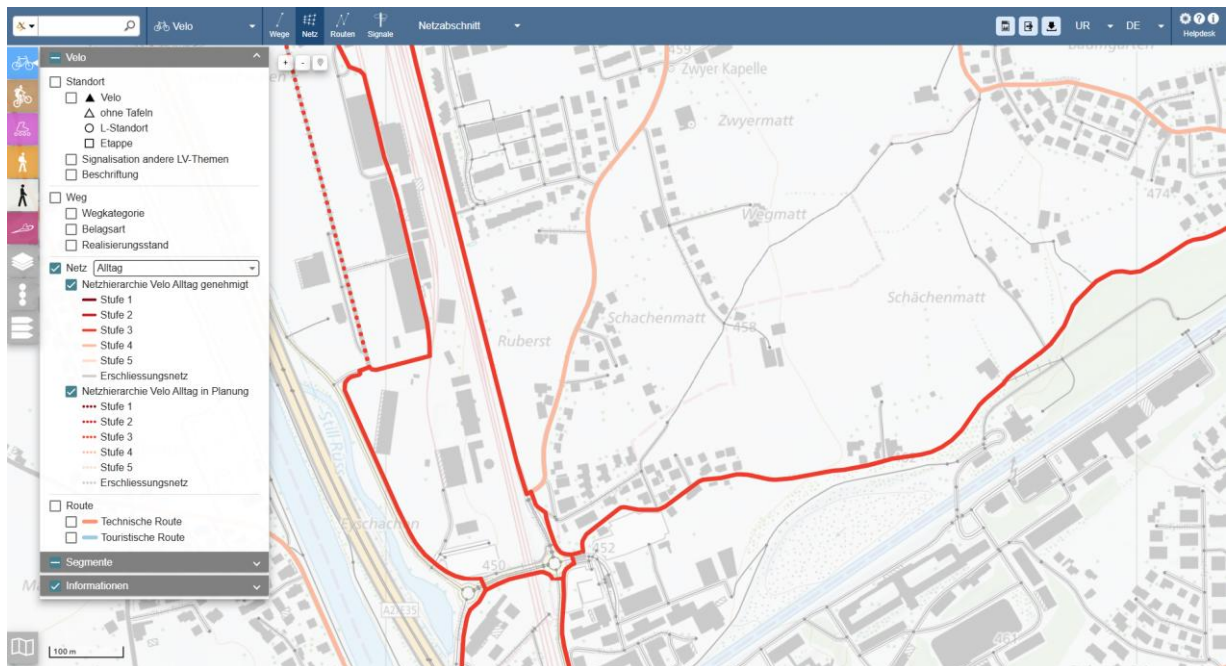 Velo
Wege
Netz
Routen
Signale
Netzabschnitt
UR
DE
Helpdesk
Velo
Standort
Velo
ohne Tafeln
L-Standort
Etappe
Signalisation andere LV-Themen
Beschriftung
Weg
Wegkategorie
Belagsart
Realisierungsstand
Netz Alltag
Netzhierarchie Velo Alltag genehmigt
Stufe 1
Stufe 2
Stufe 3
Stufe 4
Stufe 5
Erschliessungsnetz
Netzhierarchie Velo Alltag in Planung
Stufe 1
Stufe 2
Stufe 3
Stufe 4
Stufe 5
Erschliessungsnetz
Route
Technische Route
Touristische Route
Segmente
Informationen
100 m
459
Zwyer Kapelle
Zwyermatt
474
Wegmatt
Schächenmatt
Schachenmatt
458
Ruberst
Still Rüss
452
450
A2/E35
461